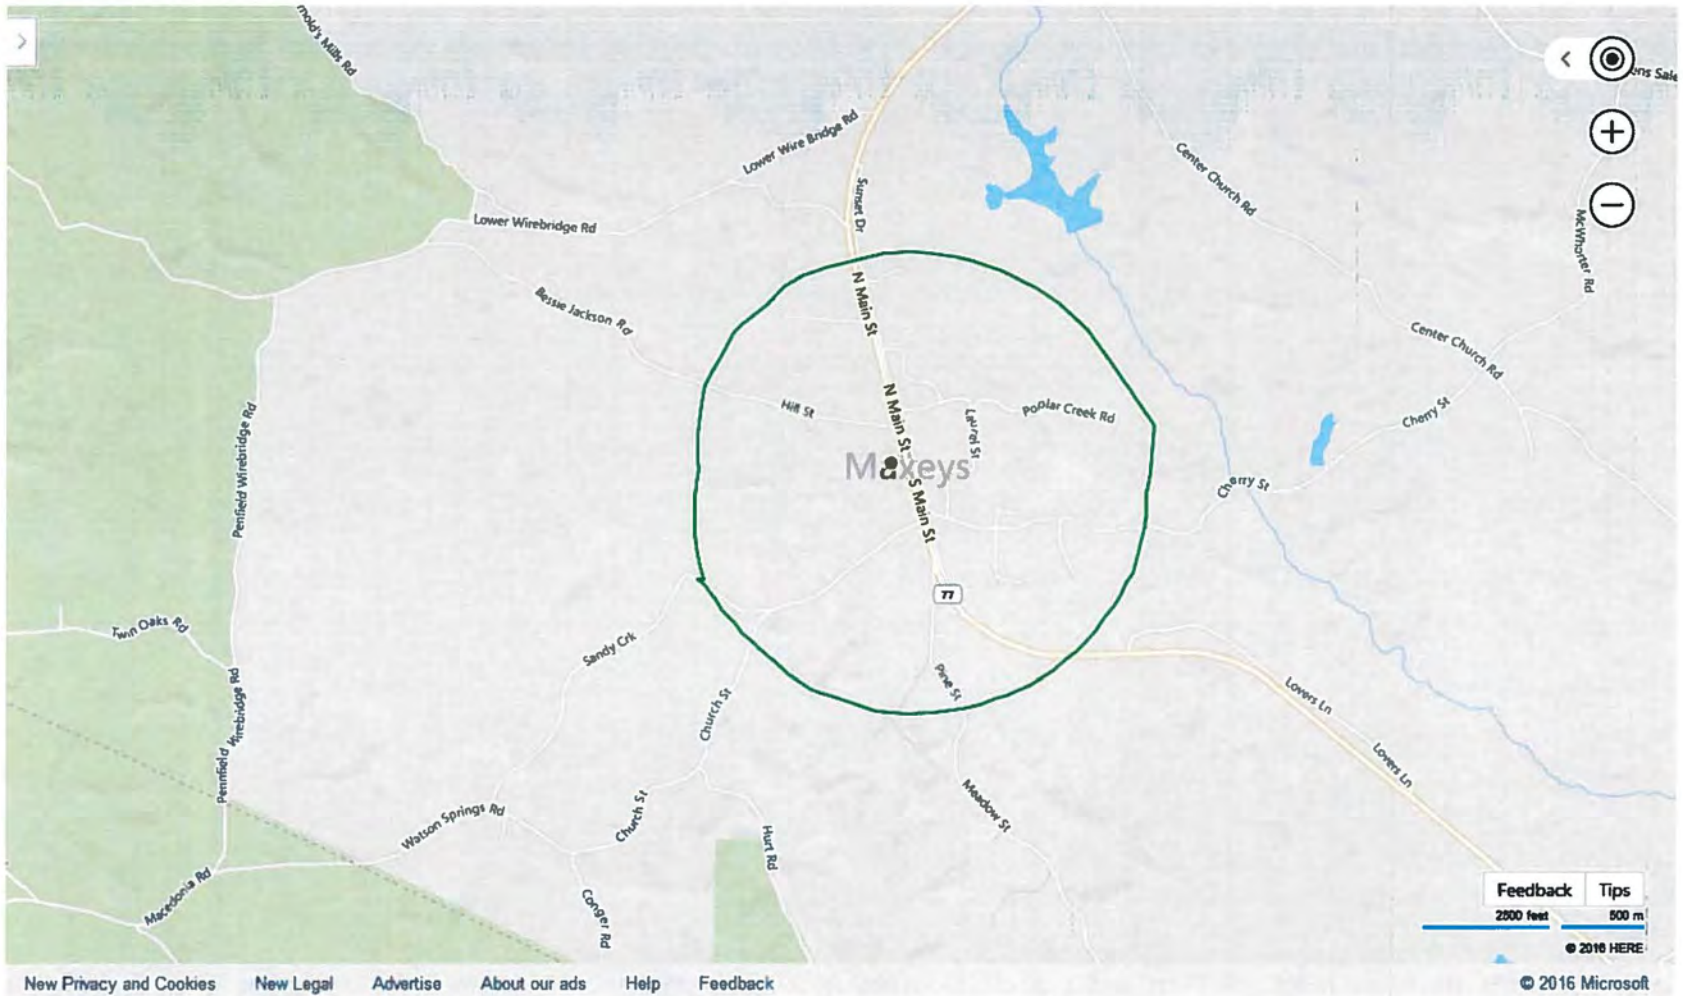 nold's Mills Rd
ens Sale
Lower Wire Bridge Rd
Center Church Rd
Sunset Dr
Lower Wirebridge Rd
McWhorter Rd
N Main St
Bessie Jackson Rd
Center Church Rd
Hill St
N Main St
Laurel St
Poplar Creek Rd
Cherry St
Penfield Wirebridge Rd
Maxeys
S Main St
Cherry St
77
Twin Oaks Rd
Sandy Crk
Pine St
Church St
Lovers Ln
Pennfield Wirebridge Rd
Lovers Ln
Watson Springs Rd
Church St
Meadow St
Hurt Rd
Macedonia Rd
Conger Rd
Feedback Tips
2500 feet 500 m
© 2016 HERE
New Privacy and Cookies New Legal Advertise About our ads Help Feedback © 2016 Microsoft